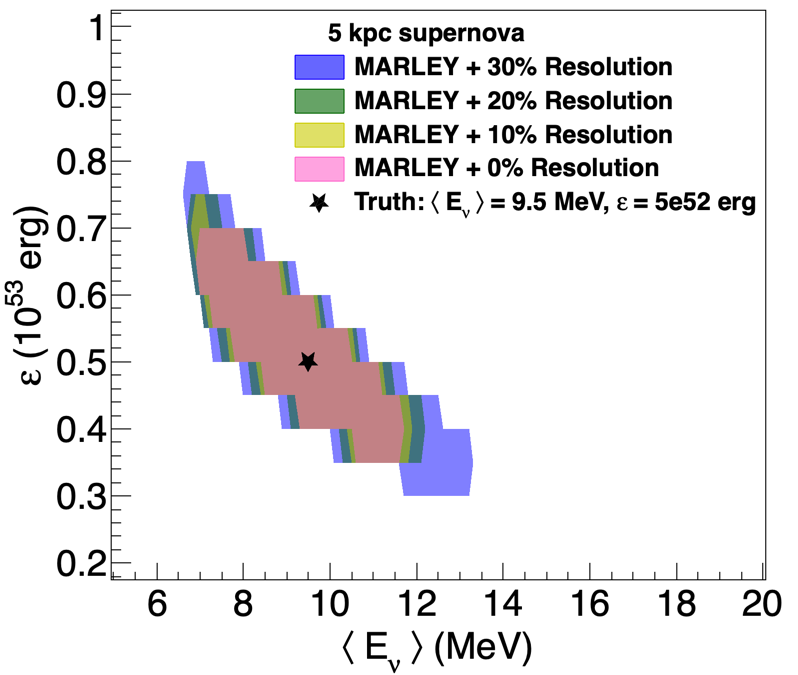 5 kpc supernova
MARLEY + 30% Resolution
MARLEY + 20% Resolution
MARLEY + 10% Resolution
MARLEY + 0% Resolution
Truth: ⟨ Eν ⟩ = 9.5 MeV, ε = 5e52 erg
1
0.9
0.8
0.7
0.6
0.5
0.4
0.3
0.2
ε (10⁵³ erg)
6 8 10 12 14 16 18 20
⟨ Eν ⟩ (MeV)